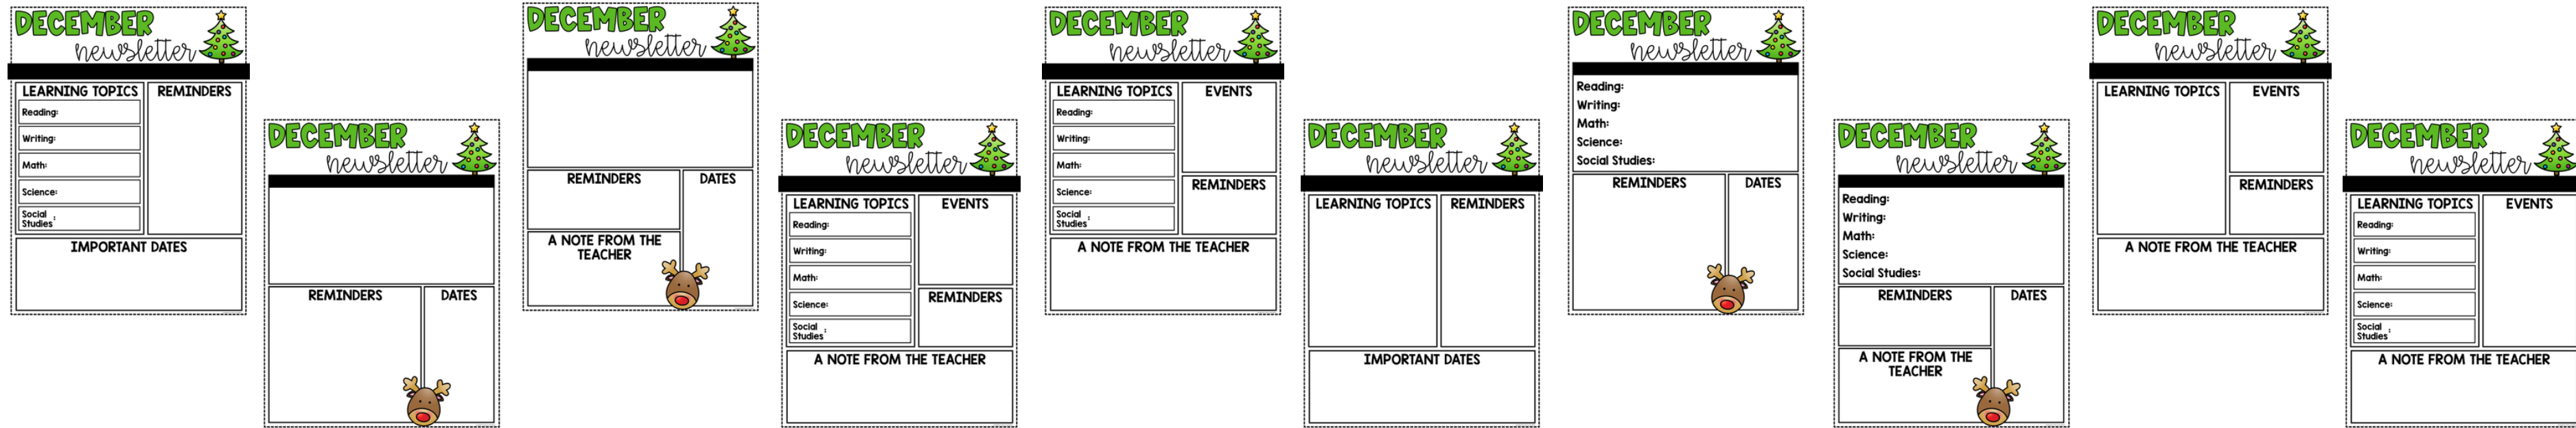 DECEMBER
newsletter
LEARNING TOPICS
REMINDERS
Reading:
Writing:
Math:
Science:
Social Studies:
IMPORTANT DATES
DECEMBER
newsletter
REMINDERS
DATES
DECEMBER
newsletter
REMINDERS
DATES
A NOTE FROM THE
TEACHER
DECEMBER
newsletter
LEARNING TOPICS
EVENTS
Reading:
Writing:
Math:
Science:
Social Studies:
REMINDERS
A NOTE FROM THE TEACHER
DECEMBER
newsletter
LEARNING TOPICS
EVENTS
Reading:
Writing:
Math:
Science:
Social Studies:
REMINDERS
A NOTE FROM THE TEACHER
DECEMBER
newsletter
LEARNING TOPICS
REMINDERS
IMPORTANT DATES
DECEMBER
newsletter
Reading:
Writing:
Math:
Science:
Social Studies:
REMINDERS
DATES
DECEMBER
newsletter
Reading:
Writing:
Math:
Science:
Social Studies:
REMINDERS
DATES
A NOTE FROM THE
TEACHER
DECEMBER
newsletter
LEARNING TOPICS
EVENTS
REMINDERS
A NOTE FROM THE TEACHER
DECEMBER
newsletter
LEARNING TOPICS
EVENTS
Reading:
Writing:
Math:
Science:
Social Studies:
A NOTE FROM THE TEACHER